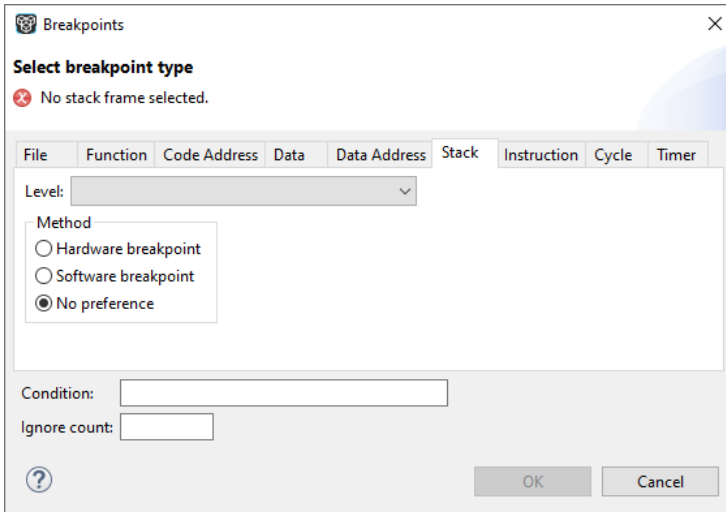 Breakpoints
Select breakpoint type
No stack frame selected.
File Function Code Address Data Data Address Stack Instruction Cycle Timer
Level:
Method
Hardware breakpoint
Software breakpoint
No preference
Condition:
Ignore count:
? OK Cancel